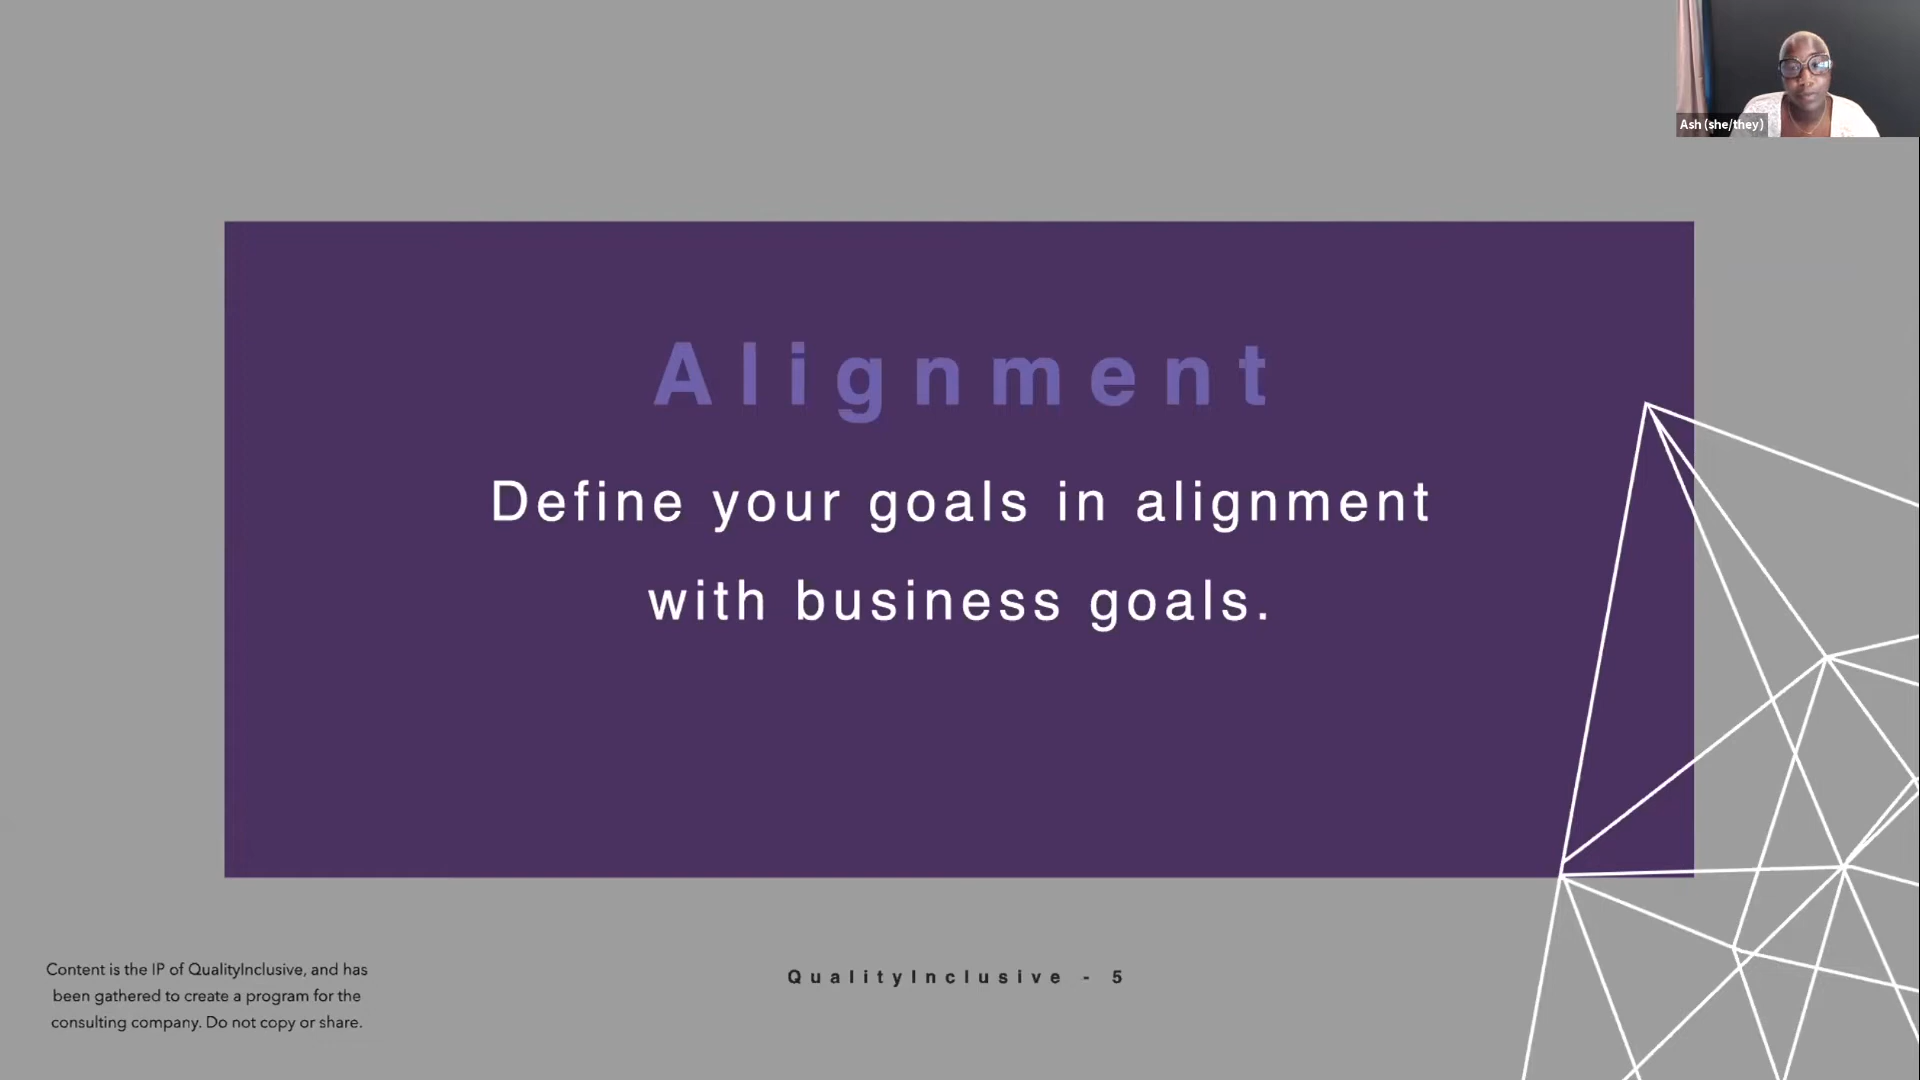 Ash (she/they)
Alignment
Define your goals in alignment
with business goals.
Content is the IP of QualityInclusive, and has
been gathered to create a program for the
consulting company. Do not copy or share.
QualityInclusive - 5